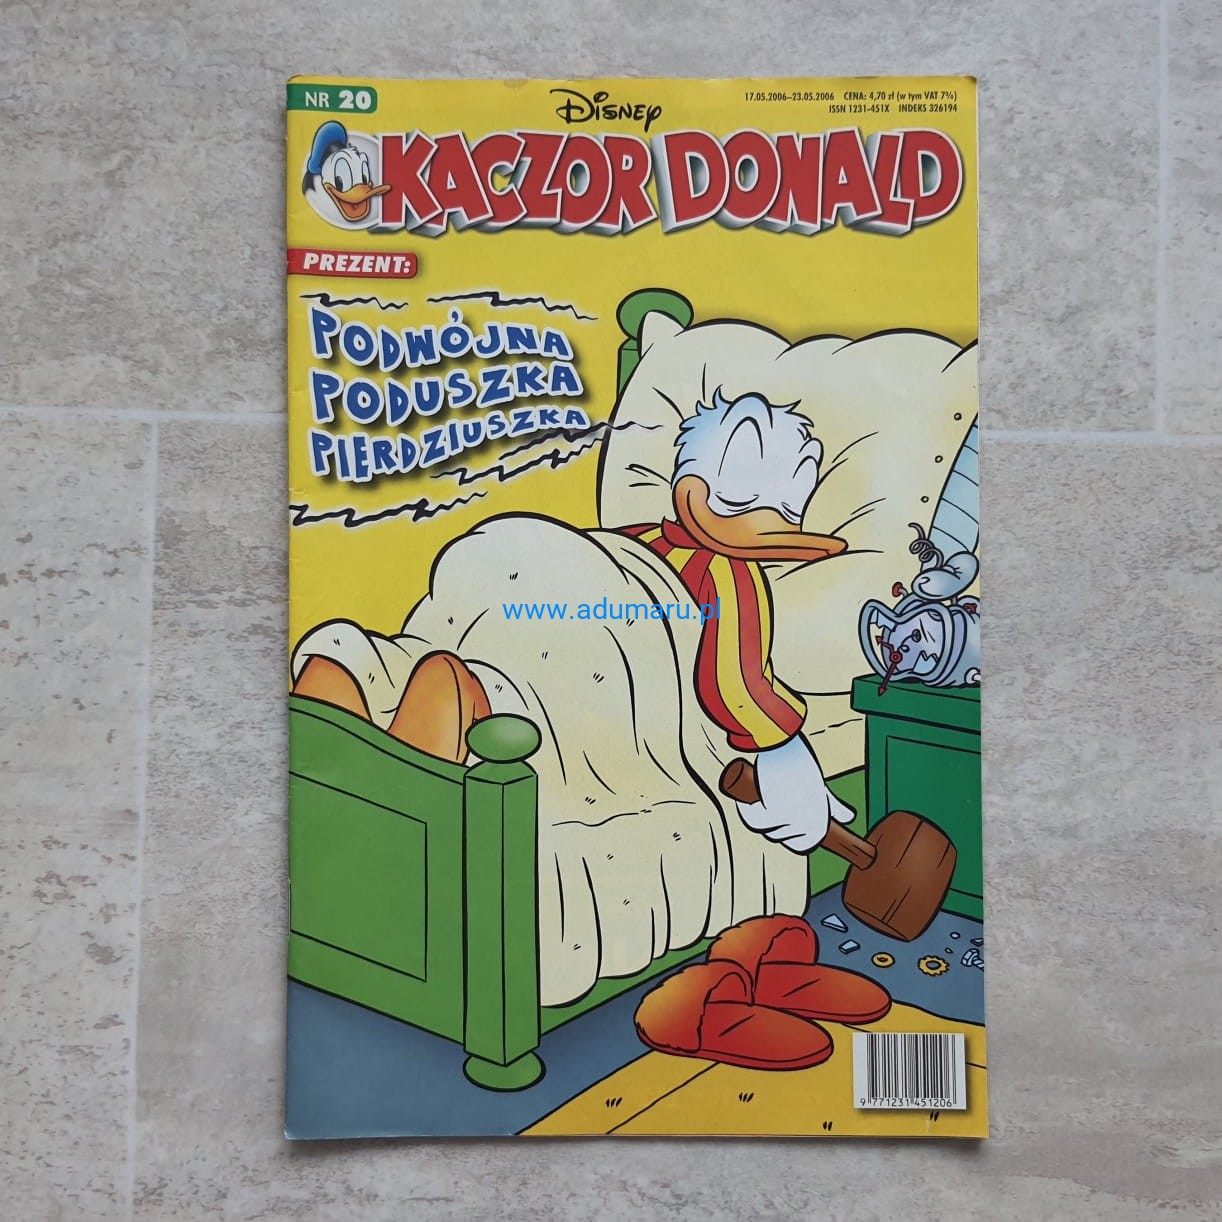 NR 20
Disney
17.05.2006–23.05.2006 CENA: 4,70 zł (w tym VAT 7%)
ISSN 1231-451X INDEKS 326194
KACZOR DONALD
PREZENT:
PODWÓJNA
PODUSZKA
PIERDZIUSZKA
www.adumaru.pl
9 771231 451206